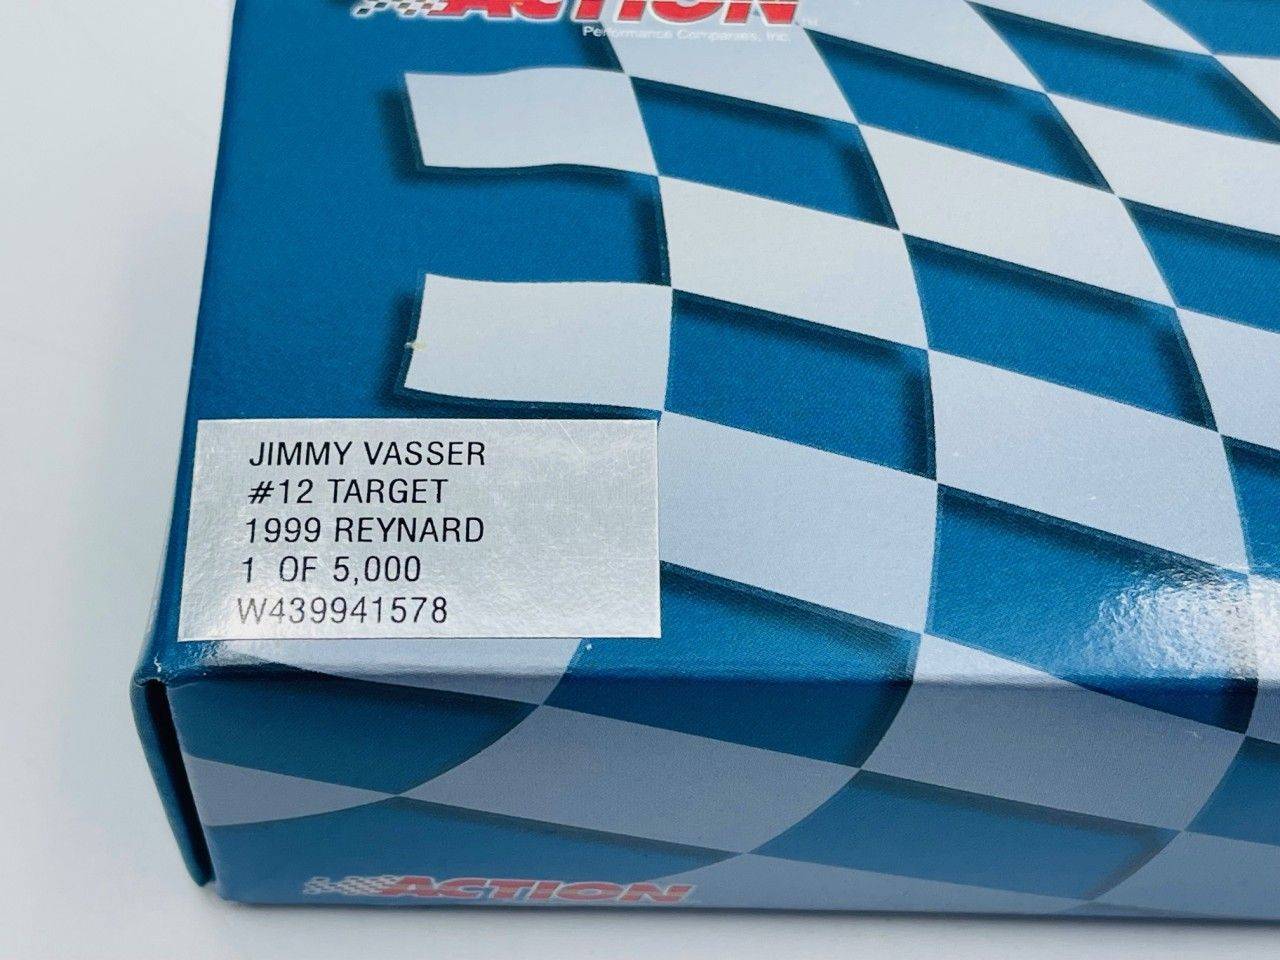 ACTION
Performance Companies, Inc.
JIMMY VASSER
#12 TARGET
1999 REYNARD
1 OF 5,000
W439941578
ACTION